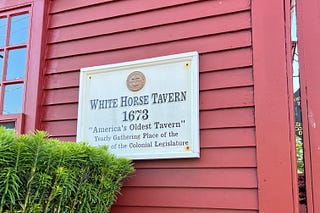 WHITE HORSE TAVERN
1673
"America's Oldest Tavern"
Yearly Gathering Place of the
of the Colonial Legislature